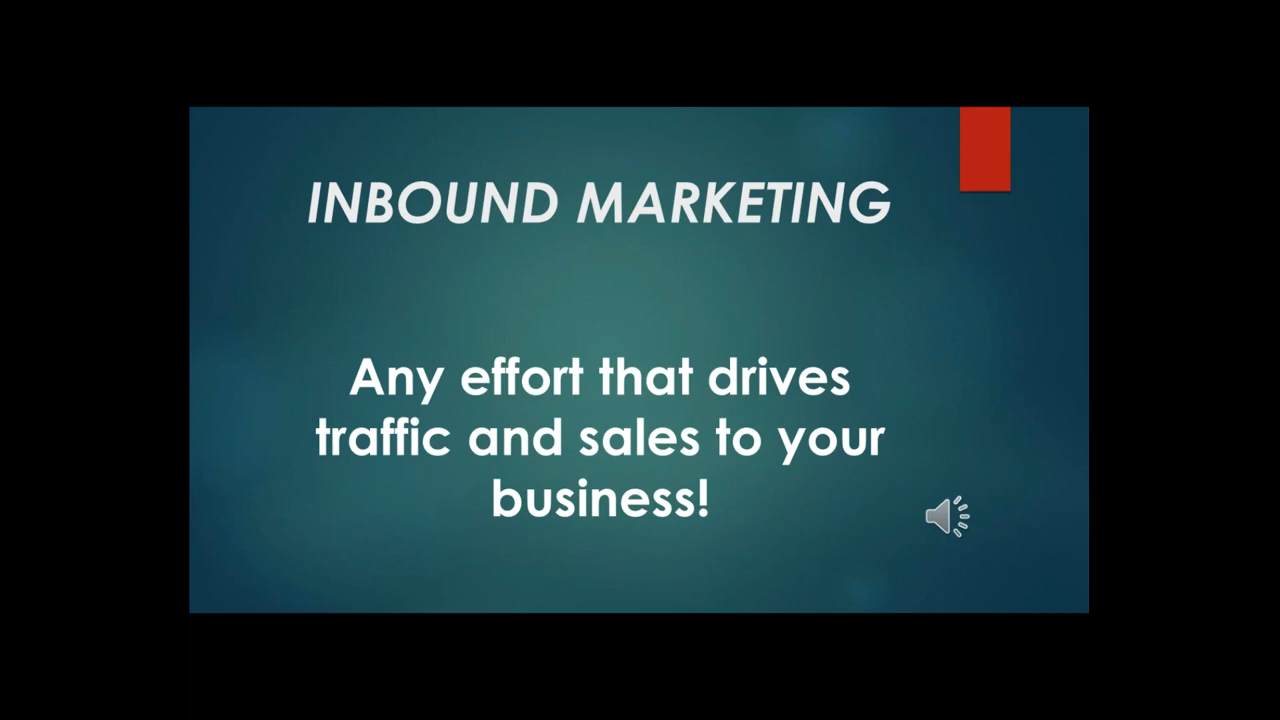 INBOUND MARKETING
Any effort that drives
traffic and sales to your
business!